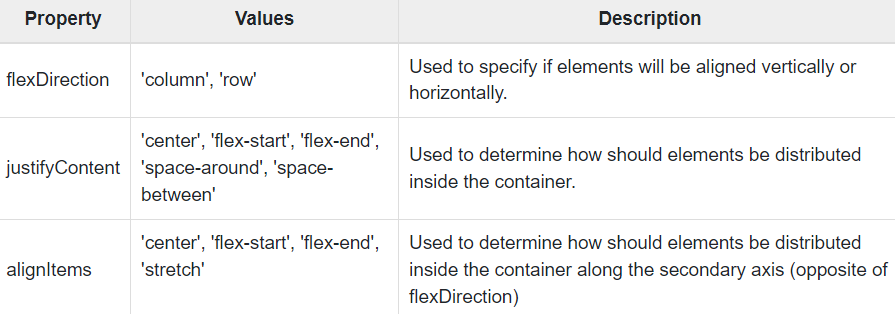 Property Values Description
flexDirection 'column', 'row' Used to specify if elements will be aligned vertically or
horizontally.
justifyContent 'center', 'flex-start', 'flex-end',
'space-around', 'space-
between' Used to determine how should elements be distributed
inside the container.
alignItems 'center', 'flex-start', 'flex-end',
'stretch' Used to determine how should elements be distributed
inside the container along the secondary axis (opposite of
flexDirection)